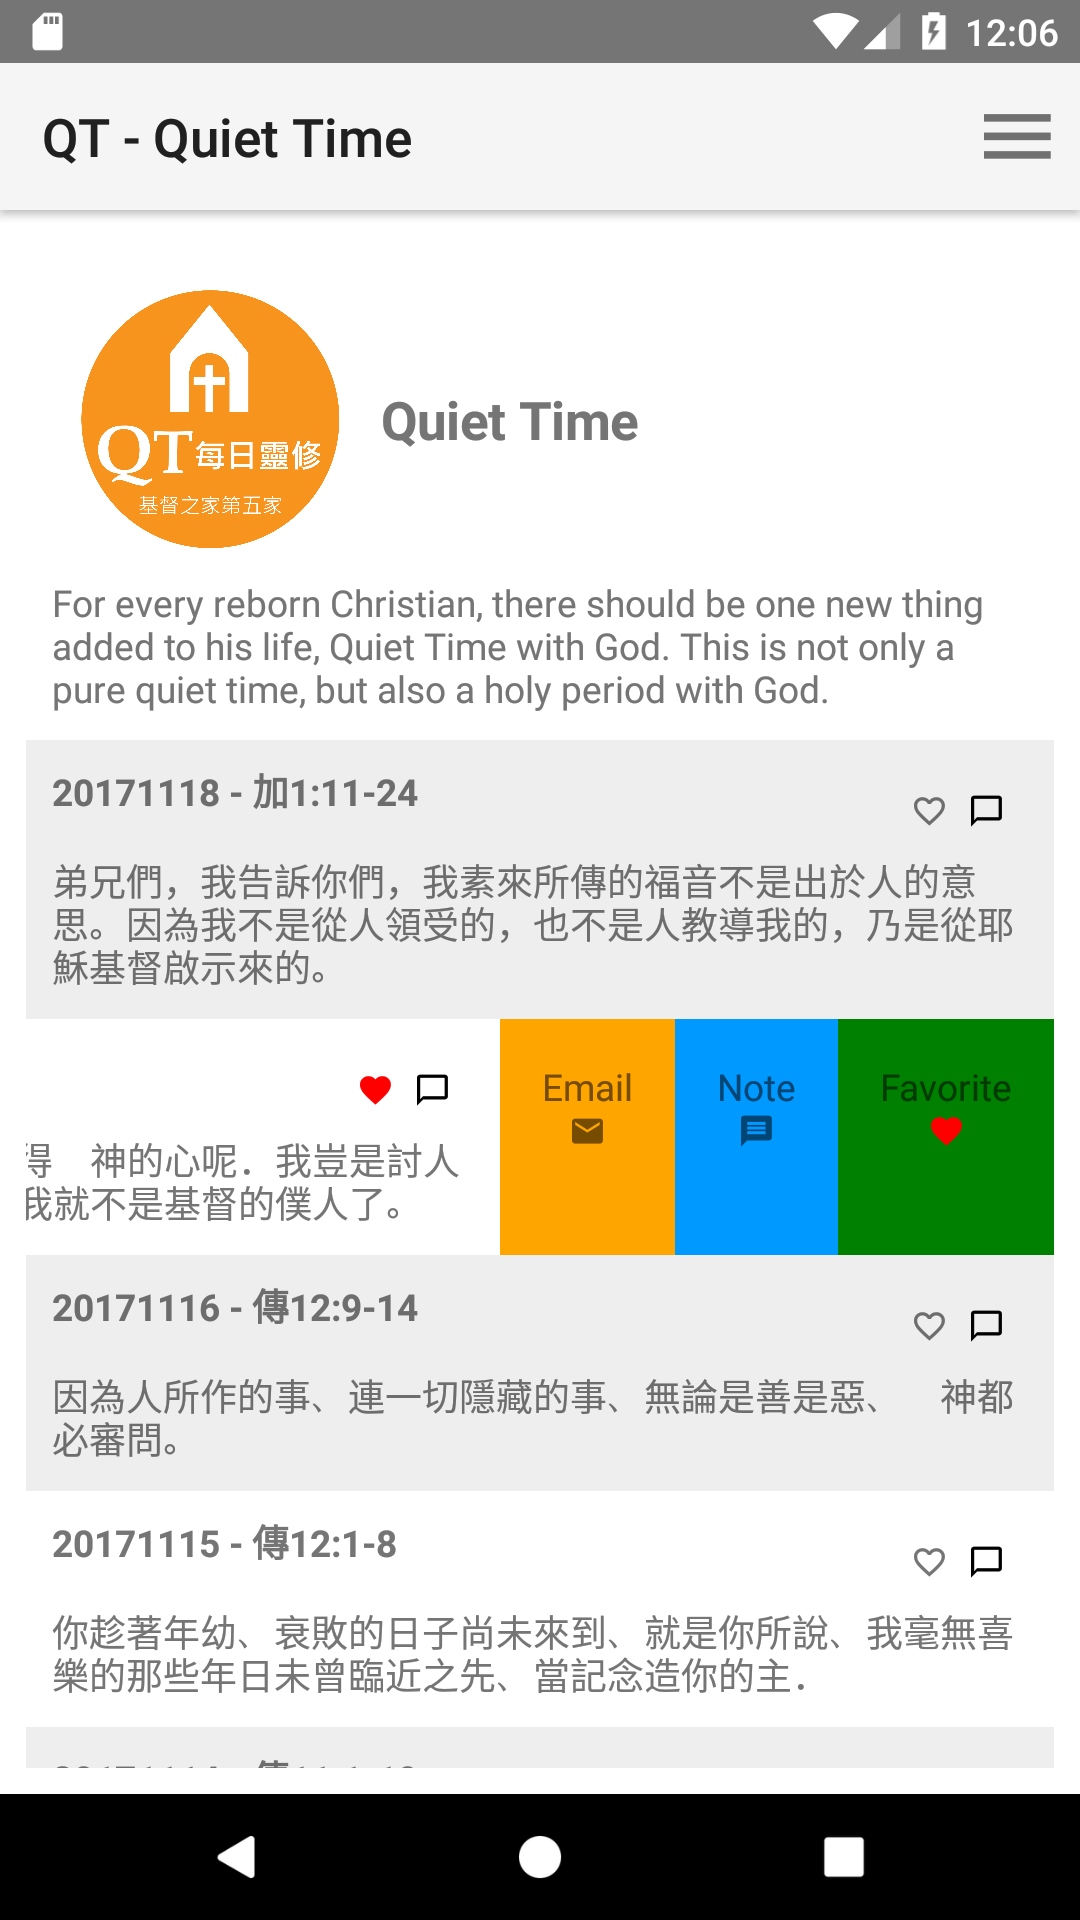 12:06
QT - Quiet Time
QT每日靈修
基督之家第五家
Quiet Time
For every reborn Christian, there should be one new thing
added to his life, Quiet Time with God. This is not only a
pure quiet time, but also a holy period with God.
20171118 - 加1:11-24
弟兄們，我告訴你們，我素來所傳的福音不是出於人的意
思。因為我不是從人領受的，也不是人教導我的，乃是從耶
穌基督啟示來的。
Email
Note
Favorite
得　神的心呢．我豈是討人
我就不是基督的僕人了。
20171116 - 傳12:9-14
因為人所作的事、連一切隱藏的事、無論是善是惡、　神都
必審問。
20171115 - 傳12:1-8
你趁著年幼、衰敗的日子尚未來到、就是你所說、我毫無喜
樂的那些年日未曾臨近之先、當記念造你的主．